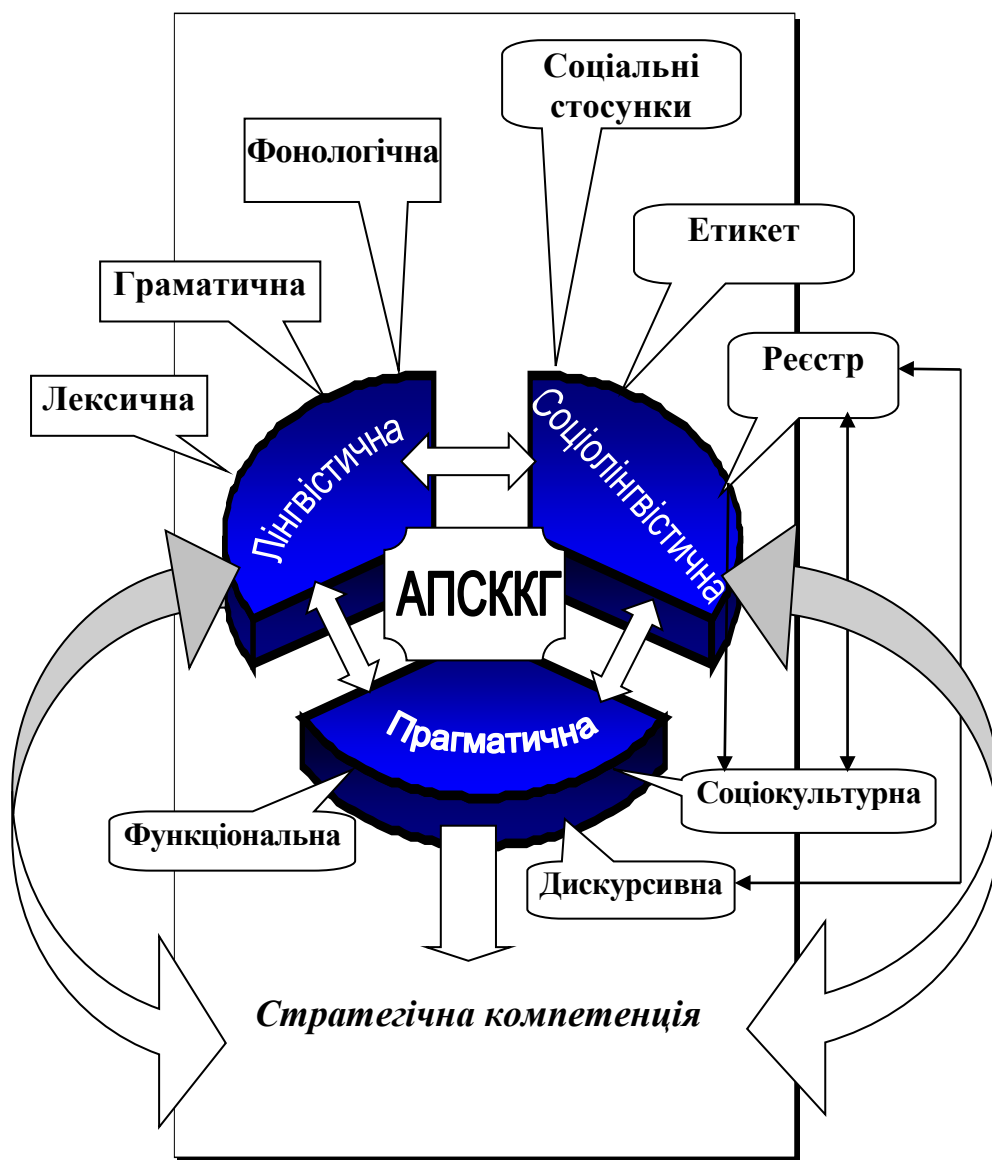 Соціальні
стосунки
Фонологічна
Етикет
Граматична
Реєстр
Лексична
Лінгвістична
Соціолінгвістична
АПСККГ
Прагматична
Соціокультурна
Функціональна
Дискурсивна
Стратегічна компетенція